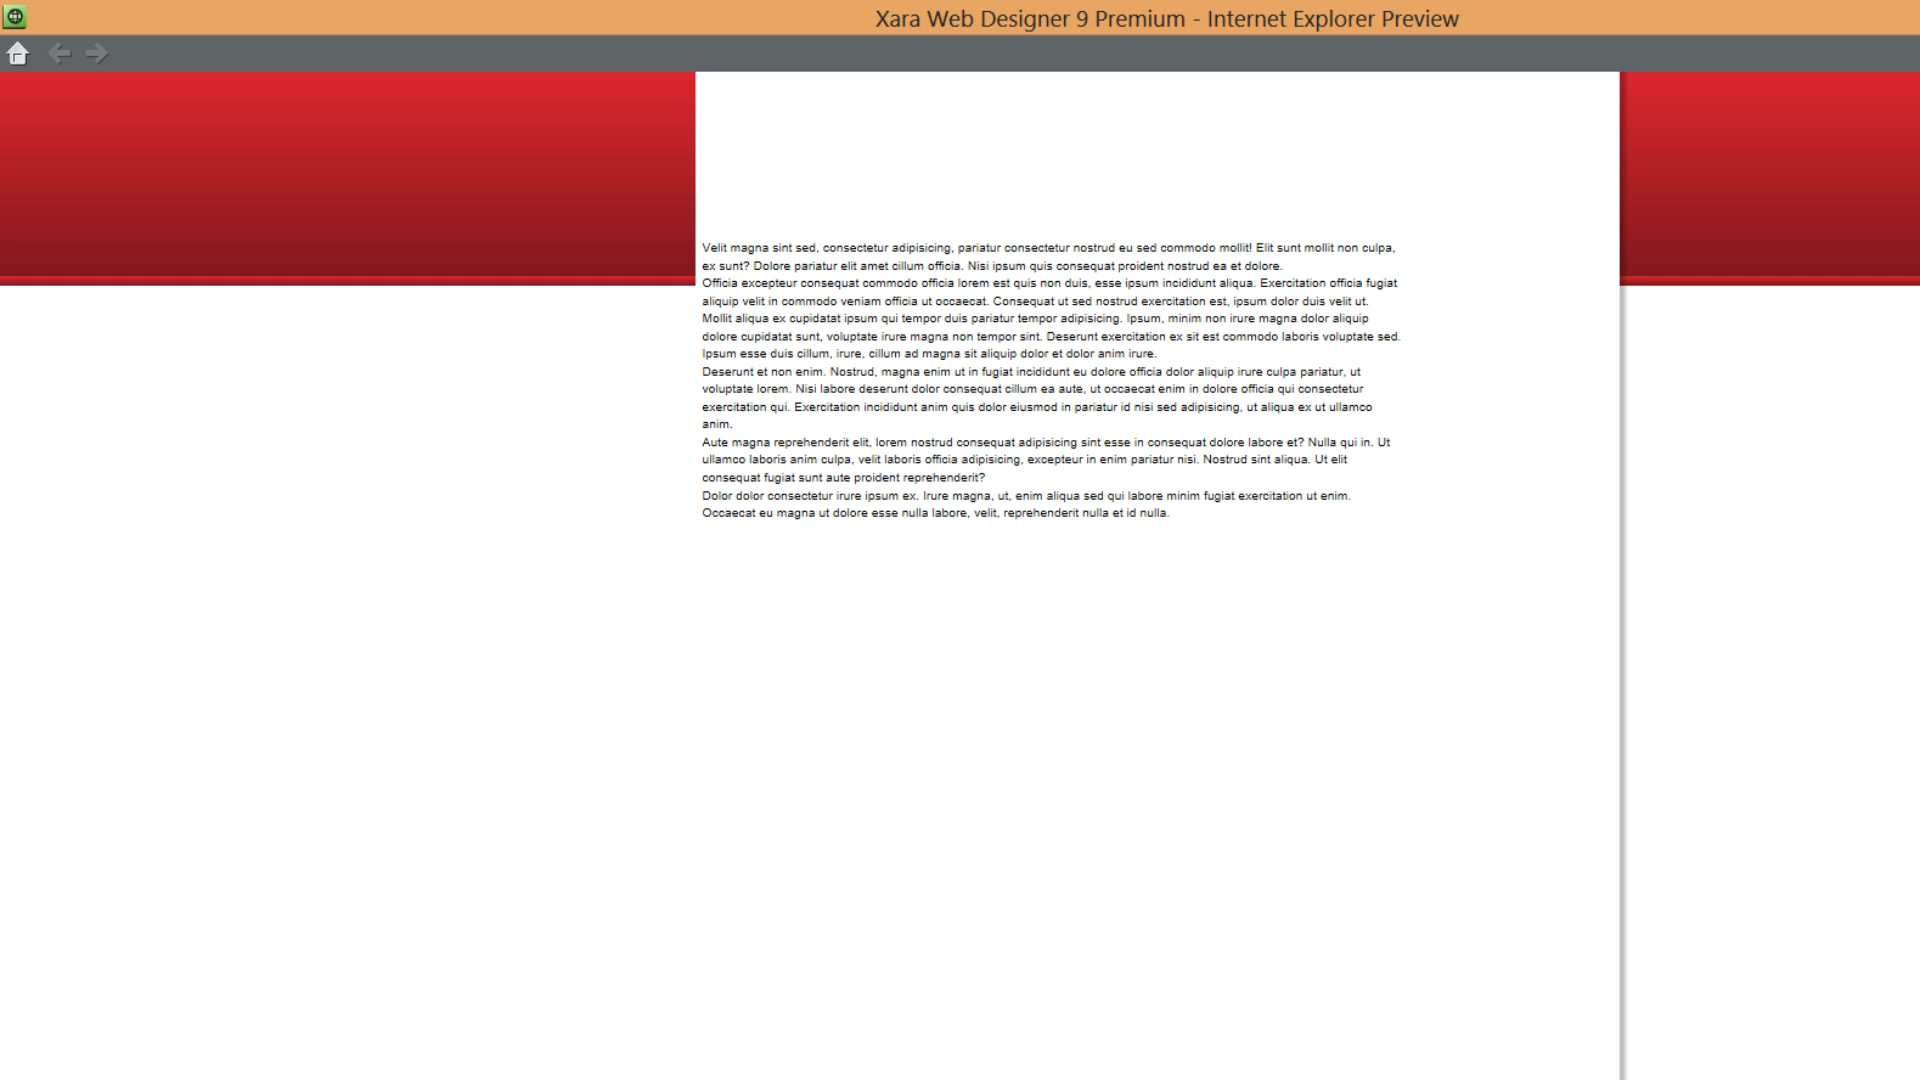 Xara Web Designer 9 Premium - Internet Explorer Preview
Velit magna sint sed, consectetur adipisicing, pariatur consectetur nostrud eu sed commodo mollit! Elit sunt mollit non culpa,
ex sunt? Dolore pariatur elit amet cillum officia. Nisi ipsum quis consequat proident nostrud ea et dolore.
Officia excepteur consequat commodo officia lorem est quis non duis, esse ipsum incididunt aliqua. Exercitation officia fugiat
aliquip velit in commodo veniam officia ut occaecat. Consequat ut sed nostrud exercitation est, ipsum dolor duis velit ut.
Mollit aliqua ex cupidatat ipsum qui tempor duis pariatur tempor adipisicing. Ipsum, minim non irure magna dolor aliquip
dolore cupidatat sunt, voluptate irure magna non tempor sint. Deserunt exercitation ex sit est commodo laboris voluptate sed.
Ipsum esse duis cillum, irure, cillum ad magna sit aliquip dolor et dolor anim irure.
Deserunt et non enim. Nostrud, magna enim ut in fugiat incididunt eu dolore officia dolor aliquip irure culpa pariatur, ut
voluptate lorem. Nisi labore deserunt dolor consequat cillum ea aute, ut occaecat enim in dolore officia qui consectetur
exercitation qui. Exercitation incididunt anim quis dolor eiusmod in pariatur id nisi sed adipisicing, ut aliqua ex ut ullamco
anim.
Aute magna reprehenderit elit, lorem nostrud consequat adipisicing sint esse in consequat dolore labore et? Nulla qui in. Ut
ullamco laboris anim culpa, velit laboris officia adipisicing, excepteur in enim pariatur nisi. Nostrud sint aliqua. Ut elit
consequat fugiat sunt aute proident reprehenderit?
Dolor dolor consectetur irure ipsum ex. Irure magna, ut, enim aliqua sed qui labore minim fugiat exercitation ut enim.
Occaecat eu magna ut dolore esse nulla labore, velit, reprehenderit nulla et id nulla.